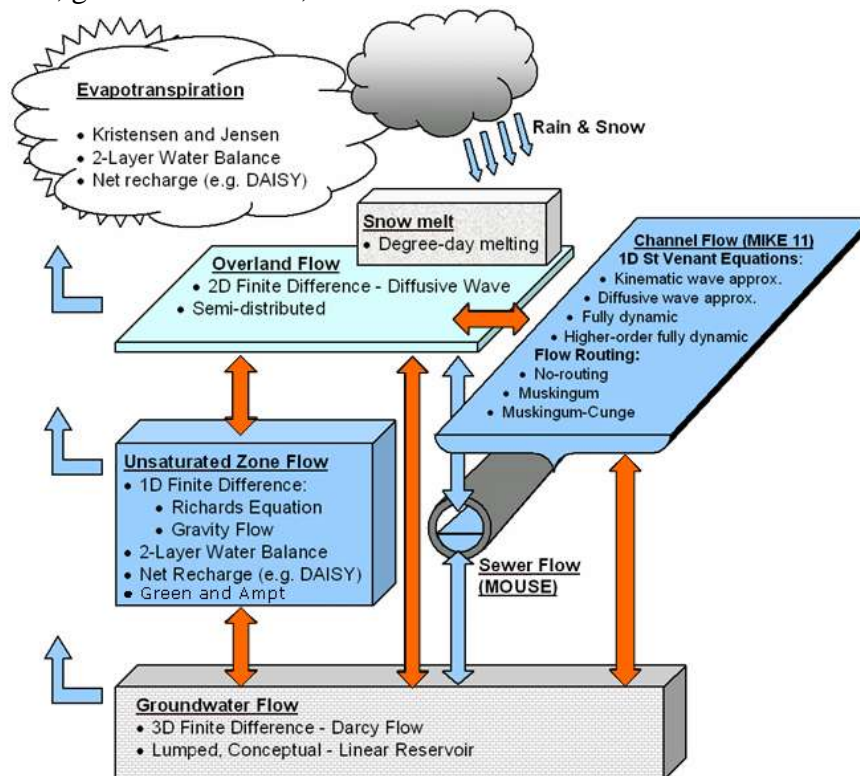 Evapotranspiration
• Kristensen and Jensen
• 2-Layer Water Balance
• Net recharge (e.g. DAISY)
Rain & Snow
Snow melt
• Degree-day melting
Overland Flow
• 2D Finite Difference - Diffusive Wave
• Semi-distributed
Channel Flow (MIKE 11)
1D St Venant Equations:
• Kinematic wave approx.
• Diffusive wave approx.
• Fully dynamic
• Higher-order fully dynamic
Flow Routing:
• No-routing
• Muskingum
• Muskingum-Cunge
Unsaturated Zone Flow
• 1D Finite Difference:
• Richards Equation
• Gravity Flow
• 2-Layer Water Balance
• Net Recharge (e.g. DAISY)
• Green and Ampt
Sewer Flow
(MOUSE)
Groundwater Flow
• 3D Finite Difference - Darcy Flow
• Lumped, Conceptual - Linear Reservoir